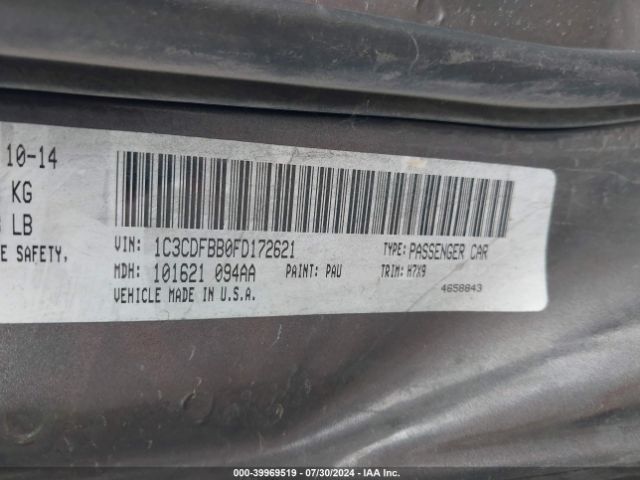 10-14
KG
LB
E SAFETY,
VIN: 1C3CDFBB0FD172621 TYPE: PASSENGER CAR
MDH: 101621 094AA PAINT: PAU TRIM: H7X9
VEHICLE MADE IN U.S.A. 4658843
000-39969519 / 07/30/2024 - IAA Inc.